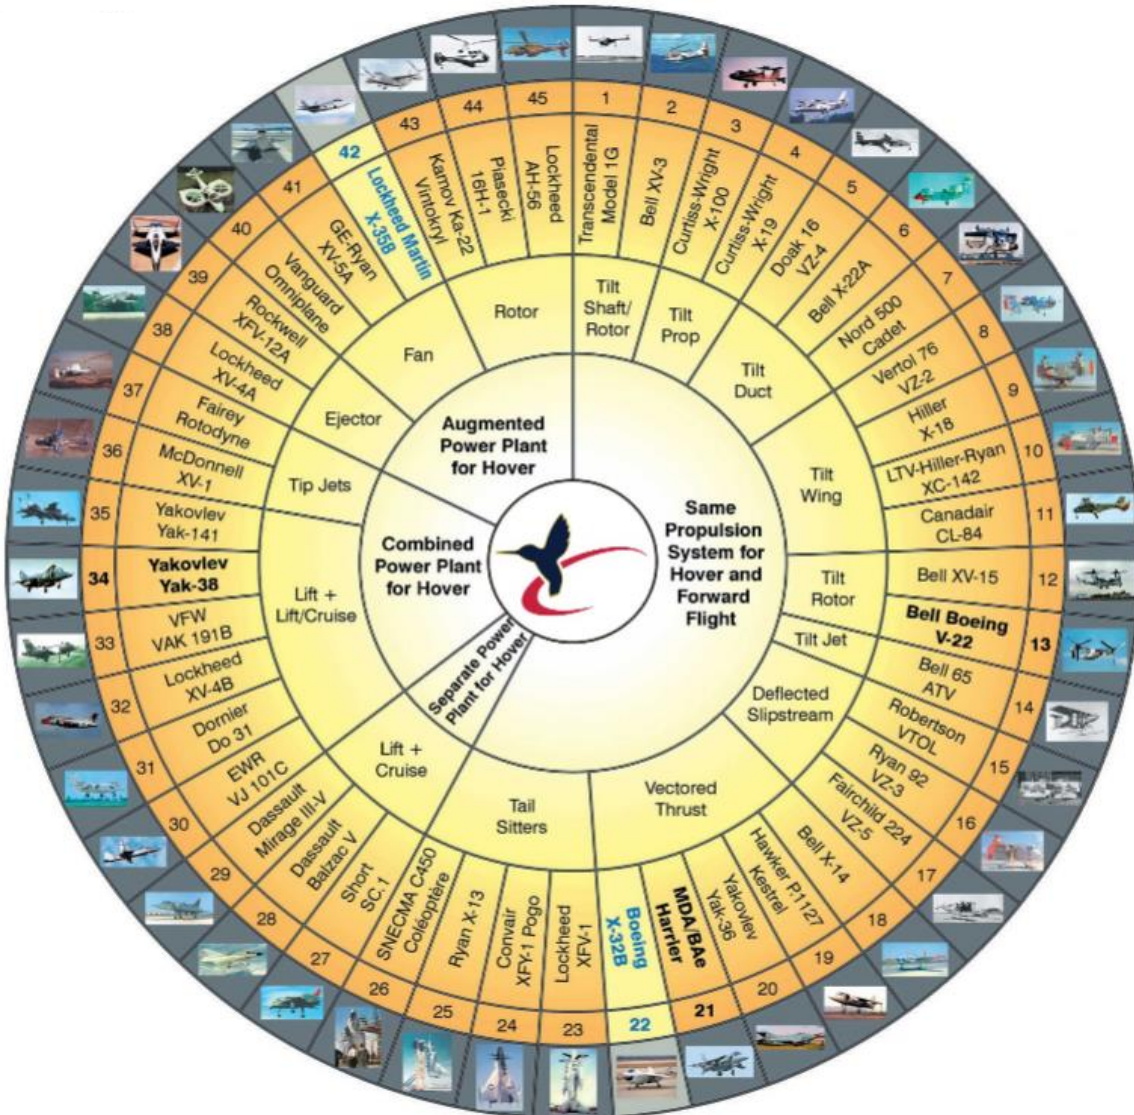 1
Transcendental
Model 1G
2
Bell XV-3
3
Curtiss-Wright
X-100
4
Curtiss-Wright
X-19
5
Doak 16
VZ-4
6
Bell X-22A
7
Nord 500
Cadet
8
Vertol 76
VZ-2
9
Hiller
X-18
10
LTV-Hiller-Ryan
XC-142
11
Canadair
CL-84
12
Bell XV-15
13
Bell Boeing
V-22
14
Bell 65
ATV
15
Robertson
VTOL
16
Ryan 92
VZ-3
17
Fairchild 224
VZ-5
18
Bell X-14
19
Hawker P.1127
Kestrel
20
Yakovlev
Yak-36
21
MDA/BAe
Harrier
22
Boeing
X-32B
23
Lockheed
XFV-1
24
Convair
XFY-1 Pogo
25
Ryan X-13
26
SNECMA C450
Coléoptère
27
Short
SC.1
28
Dassault
Balzac V
29
Dassault
Mirage III-V
30
EWR
VJ 101C
31
Dornier
Do 31
32
Lockheed
XV-4B
33
VFW
VAK 191B
34
Yakovlev
Yak-38
35
Yakovlev
Yak-141
36
McDonnell
XV-1
37
Fairey
Rotodyne
38
Lockheed
XV-4A
39
Rockwell
XFV-12A
40
Vanguard
Omniplane
41
GE-Ryan
XV-5A
42
Lockheed Martin
X-35B
43
Kamov Ka-22
Vintokryl
44
Piasecki
16H-1
45
Lockheed
AH-56
Tilt
Shaft/
Rotor
Tilt
Prop
Tilt
Duct
Tilt
Wing
Tilt
Rotor
Tilt Jet
Deflected
Slipstream
Vectored
Thrust
Tail
Sitters
Lift +
Cruise
Lift +
Lift/Cruise
Tip Jets
Ejector
Fan
Rotor
Same
Propulsion
System for
Hover and
Forward
Flight
Separate Power
Plant for Hover
Combined
Power Plant
for Hover
Augmented
Power Plant
for Hover